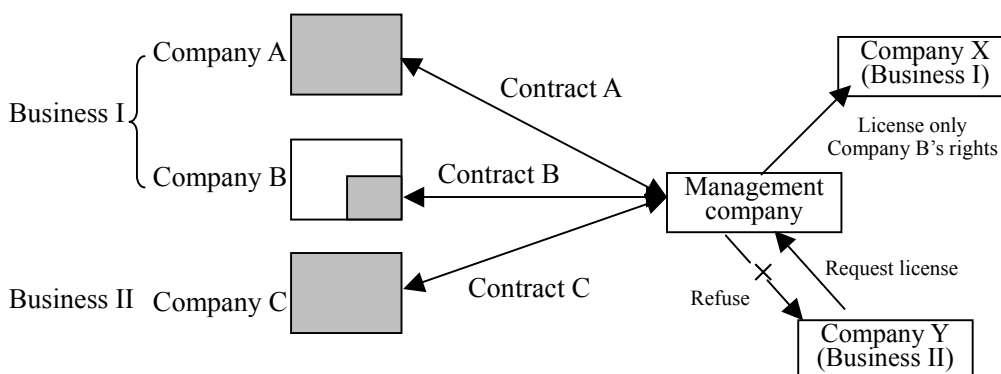 Business I
Company A
Company B
Business II
Company C
Contract A
Contract B
Contract C
Management
company
Company X
(Business I)
License only
Company B’s rights
Request license
Refuse
Company Y
(Business II)